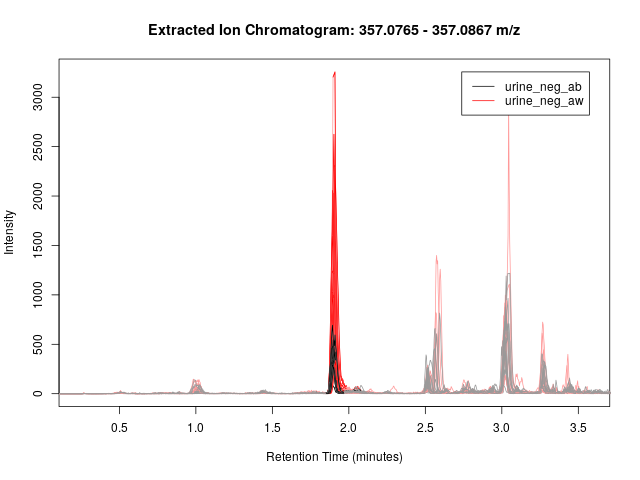 Extracted Ion Chromatogram: 357.0765 - 357.0867 m/z
urine_neg_ab
urine_neg_aw
Intensity
3000
2500
2000
1500
1000
500
0
0.5 1.0 1.5 2.0 2.5 3.0 3.5
Retention Time (minutes)